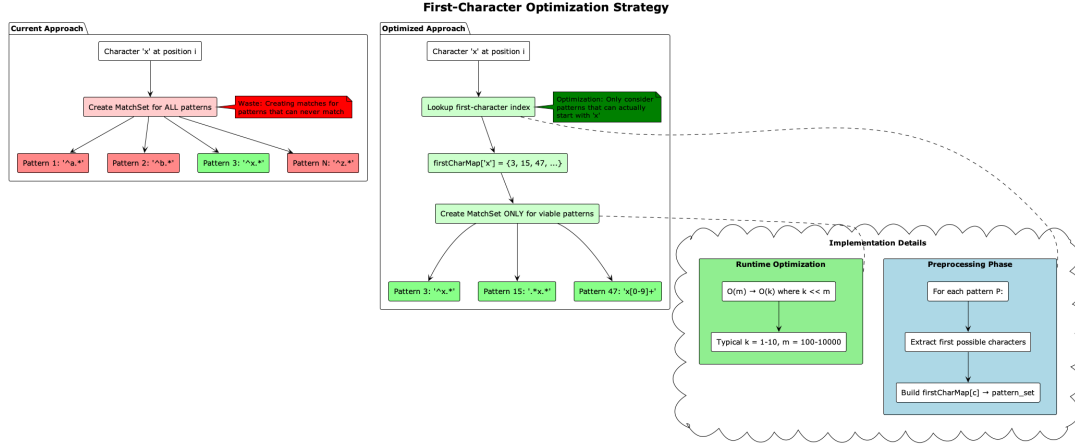 First-Character Optimization Strategy
Current Approach
Character 'x' at position i
Create MatchSet for ALL patterns
Waste: Creating matches for
patterns that can never match.
Pattern 1: '^a.*'
Pattern 2: '^b.*'
Pattern 3: '^x.*'
Pattern N: '^z.*'
Optimized Approach
Character 'x' at position i
Lookup first-character index
Optimization: Only consider
patterns that can actually
start with 'x'
firstCharMap['x'] = {3, 15, 47, ...}
Create MatchSet ONLY for viable patterns
Pattern 3: '^x.*'
Pattern 15: '.*x.*'
Pattern 47: 'x[0-9]+'
Implementation Details
Runtime Optimization
O(m) → O(k) where k << m
Typical k = 1-10, m = 100-10000
Preprocessing Phase
For each pattern P:
Extract first possible characters
Build firstCharMap[c] → pattern_set